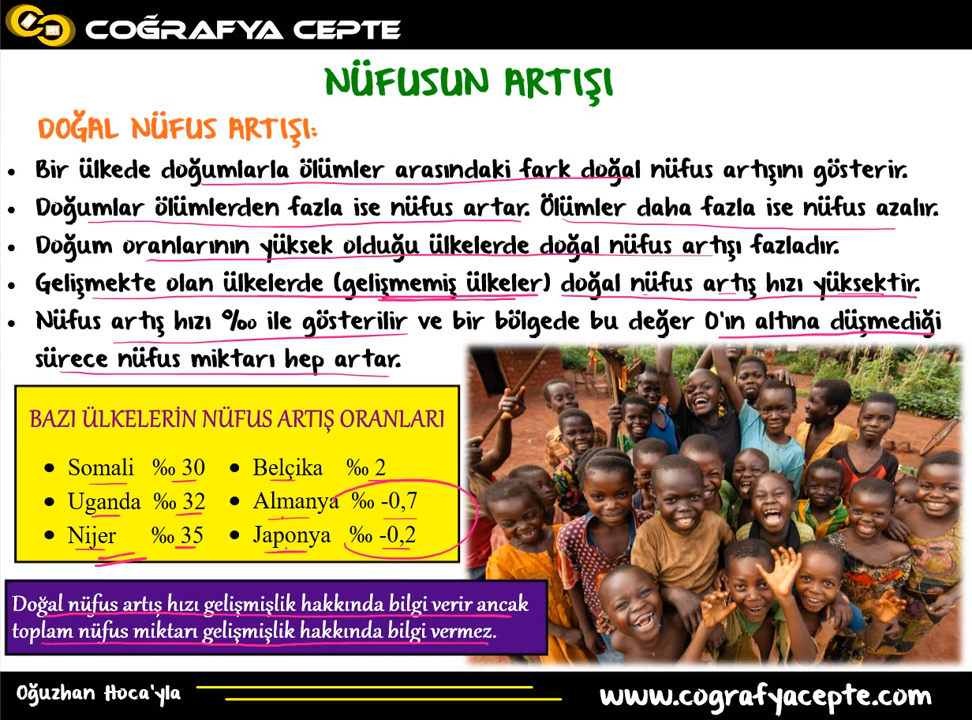 COĞRAFYA CEPTE
NÜFUSUN ARTIŞI
DOĞAL NÜFUS ARTIŞI:
• Bir ülkede doğumlarla ölümler arasındaki fark doğal nüfus artışını gösterir.
• Doğumlar ölümlerden fazla ise nüfus artar. Ölümler daha fazla ise nüfus azalır.
• Doğum oranlarının yüksek olduğu ülkelerde doğal nüfus artışı fazladır.
• Gelişmekte olan ülkelerde (gelişmemiş ülkeler) doğal nüfus artış hızı yüksektir.
• Nüfus artış hızı ‰ ile gösterilir ve bir bölgede bu değer 0'ın altına düşmediği
sürece nüfus miktarı hep artar.
BAZI ÜLKELERİN NÜFUS ARTIŞ ORANLARI
• Somali ‰ 30 • Belçika ‰ 2
• Uganda ‰ 32 • Almanya ‰ -0,7
• Nijer ‰ 35 • Japonya ‰ -0,2
Doğal nüfus artış hızı gelişmişlik hakkında bilgi verir ancak
toplam nüfus miktarı gelişmişlik hakkında bilgi vermez.
Oğuzhan Hoca'yla
www.cografyacepte.com